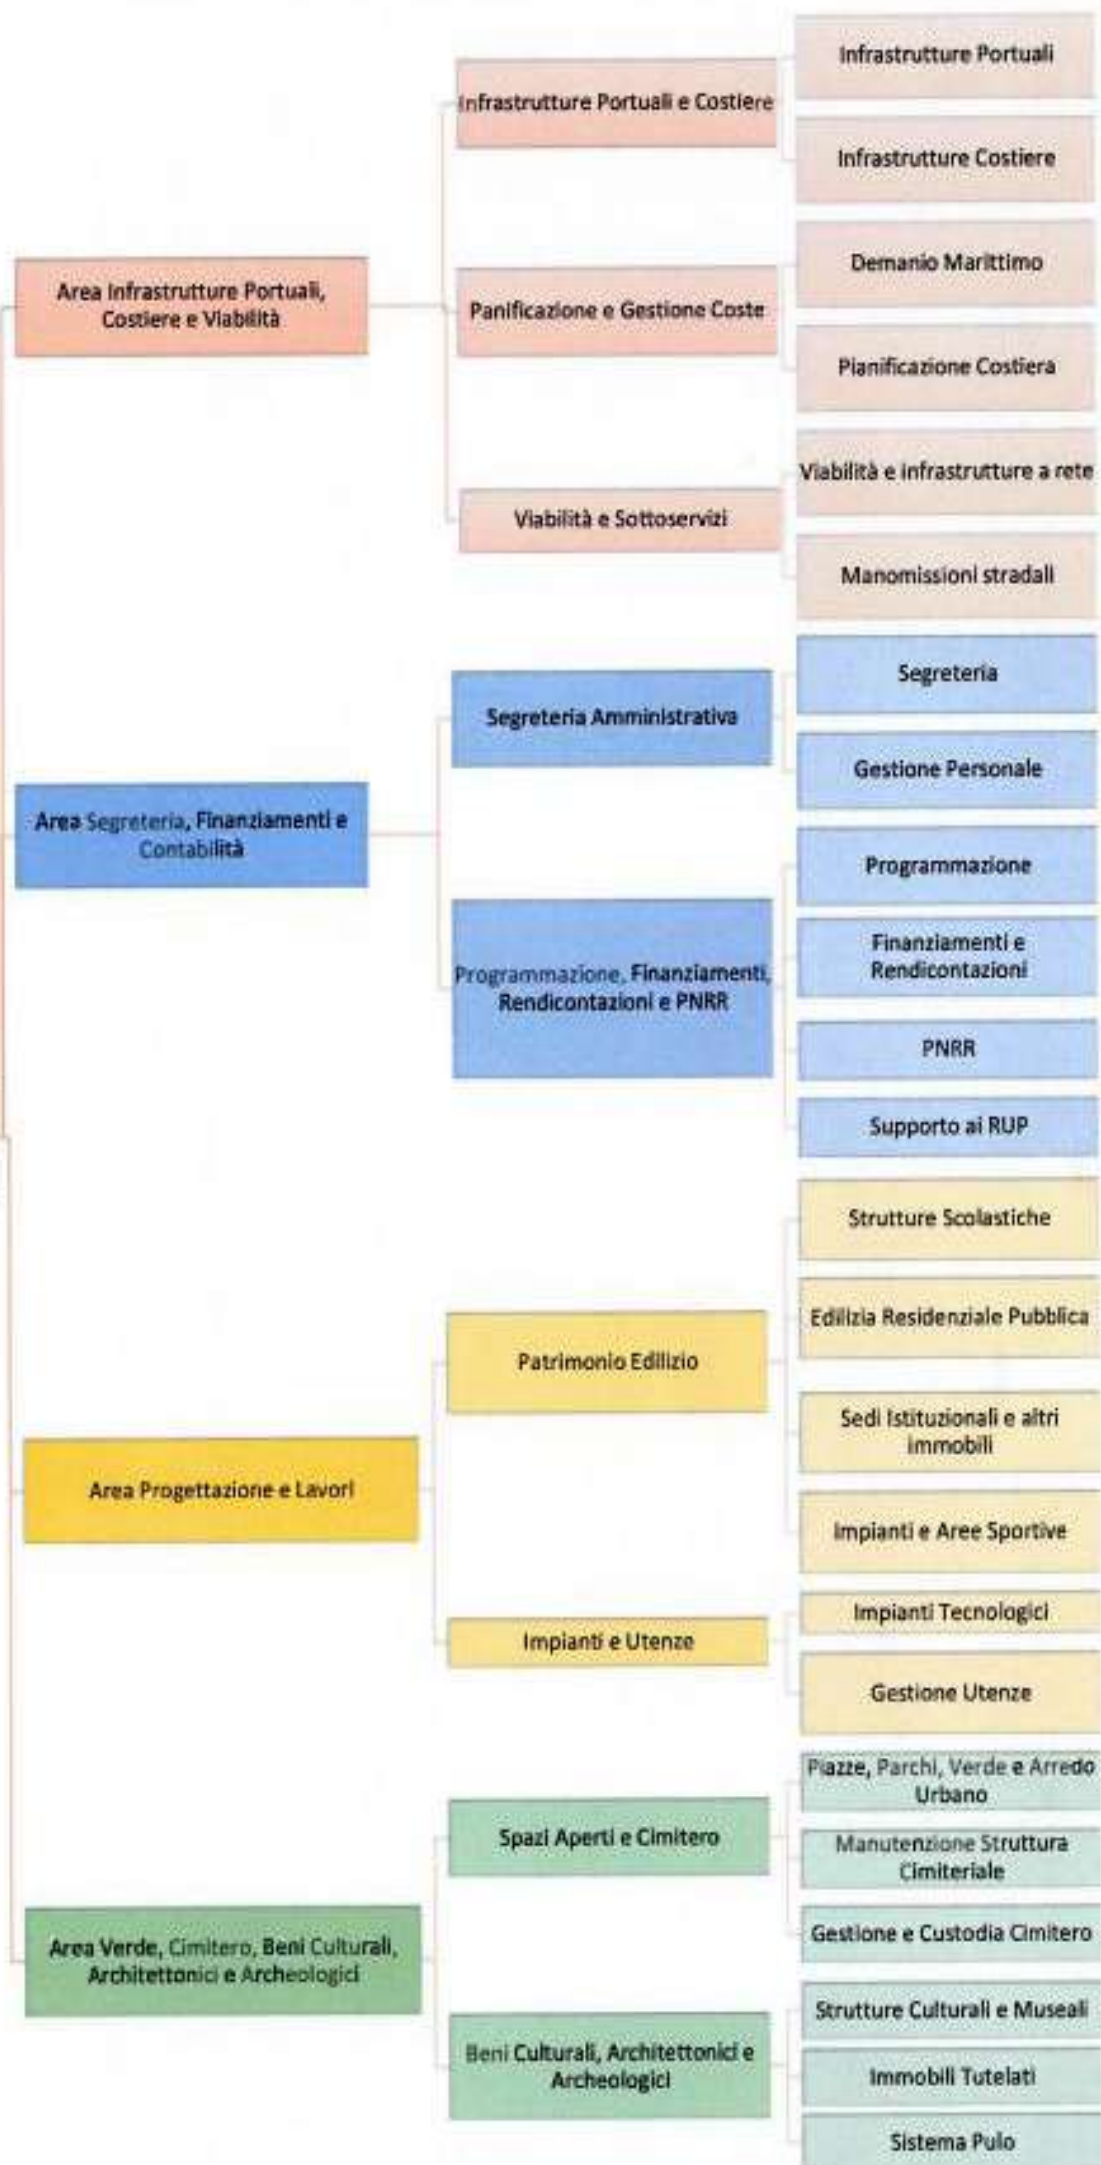 Infrastrutture Portuali
Infrastrutture Portuali e Costiere
Infrastrutture Costiere
Area Infrastrutture Portuali,
Costiere e Viabilità
Demanio Marittimo
Panificazione e Gestione Coste
Pianificazione Costiera
Viabilità e infrastrutture a rete
Viabilità e Sottoservizi
Manomissioni stradali
Segreteria
Segreteria Amministrativa
Gestione Personale
Area Segreteria, Finanziamenti e
Contabilità
Programmazione
Finanziamenti e
Rendicontazioni
Programmazione, Finanziamenti,
Rendicontazioni e PNRR
PNRR
Supporto ai RUP
Strutture Scolastiche
Edilizia Residenziale Pubblica
Patrimonio Edilizio
Sedi Istituzionali e altri
immobili
Area Progettazione e Lavori
Impianti e Aree Sportive
Impianti Tecnologici
Impianti e Utenze
Gestione Utenze
Piazze, Parchi, Verde e Arredo
Urbano
Spazi Aperti e Cimitero
Manutenzione Struttura
Cimiteriale
Gestione e Custodia Cimitero
Area Verde, Cimitero, Beni Culturali,
Architettonici e Archeologici
Strutture Culturali e Museali
Beni Culturali, Architettonici e
Archeologici
Immobili Tutelati
Sistema Pulo